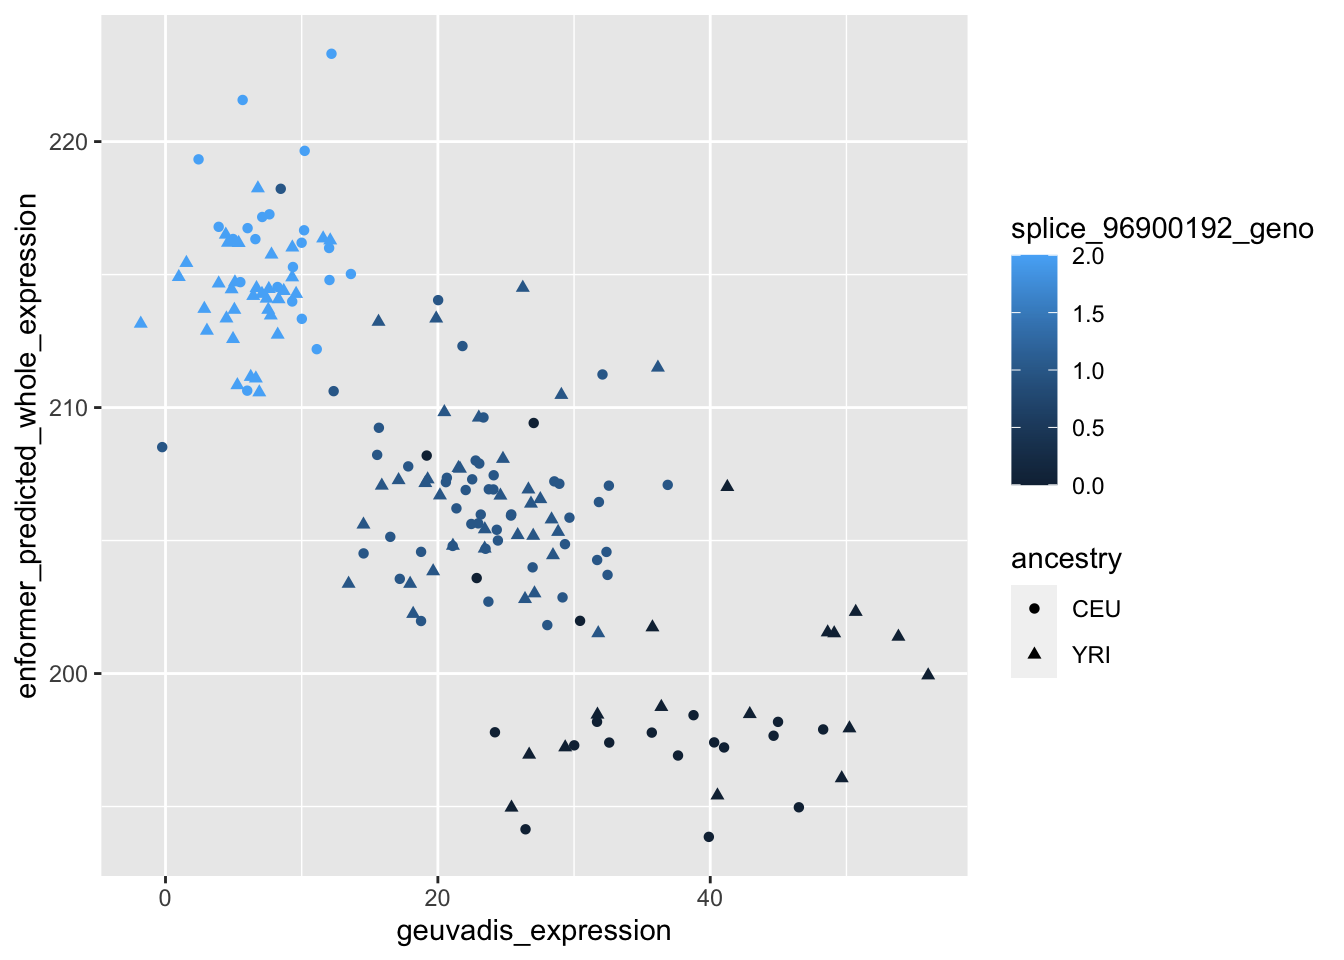 enformer_predicted_whole_expression
220
210
200
0
20
40
geuvadis_expression
splice_96900192_geno
2.0
1.5
1.0
0.5
0.0
ancestry
CEU
YRI